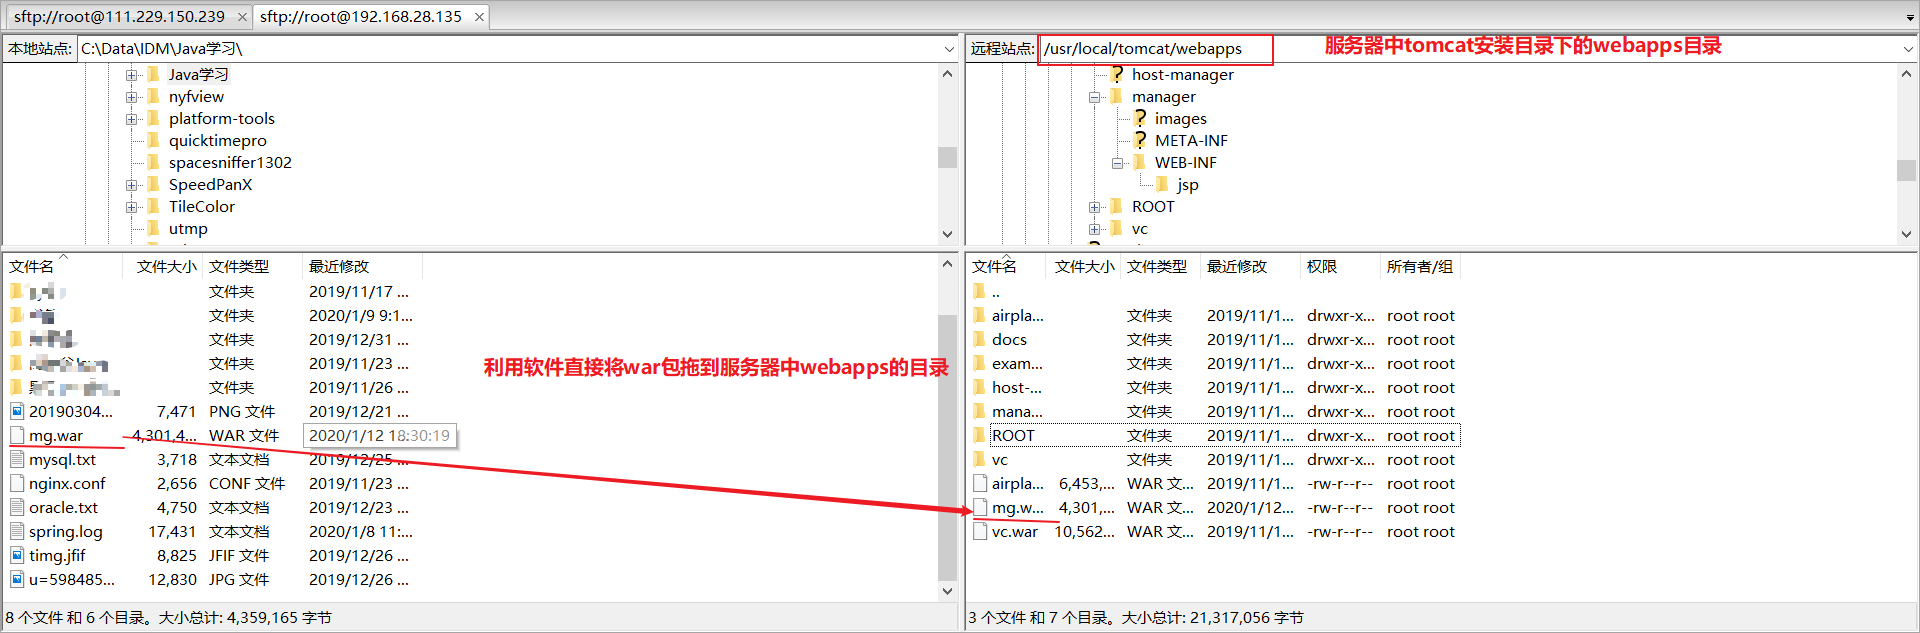 sftp://root@111.229.150.239 ×
sftp://root@192.168.28.135 ×
本地站点: C:\Data\IDM\Java学习\
Java学习
nyfview
platform-tools
quicktimepro
spacesniffer1302
SpeedPanX
TileColor
utmp
远程站点: /usr/local/tomcat/webapps
服务器中tomcat安装目录下的webapps目录
host-manager
manager
images
META-INF
WEB-INF
jsp
ROOT
vc
文件名 文件大小 文件类型 最近修改
文件夹 2019/11/17 ...
文件夹 2020/1/9 9:1...
文件夹 2019/12/31 ...
文件夹 2019/11/23 ...
文件夹 2019/11/26 ...
20190304... 7,471 PNG 文件 2019/12/21 ...
mg.war 4,301,4... WAR 文件 2020/1/12 18:30:19
mysql.txt 3,718 文本文档 2019/12/25 ...
nginx.conf 2,656 CONF 文件 2019/11/23 ...
oracle.txt 4,750 文本文档 2019/12/23 ...
spring.log 17,431 文本文档 2020/1/8 11:...
timg.jfif 8,825 JFIF 文件 2019/12/26 ...
u=598485... 12,830 JPG 文件 2019/12/26 ...
8 个文件 和 6 个目录。大小总计: 4,359,165 字节
利用软件直接将war包拖到服务器中webapps的目录
文件名 文件大小 文件类型 最近修改 权限 所有者/组
..
airpla... 文件夹 2019/11/1... drwxr-x... root root
docs 文件夹 2019/11/1... drwxr-x... root root
exam... 文件夹 2019/11/1... drwxr-x... root root
host-... 文件夹 2019/11/1... drwxr-x... root root
mana... 文件夹 2019/11/1... drwxr-x... root root
ROOT 文件夹 2019/11/1... drwxr-x... root root
vc 文件夹 2019/11/1... drwxr-x... root root
airpla... 6,453,... WAR 文... 2019/11/1... -rw-r--r-- root root
mg.w... 4,301,... WAR 文... 2020/1/12... -rw-r--r-- root root
vc.war 10,562... WAR 文... 2019/11/1... -rw-r--r-- root root
3 个文件 和 7 个目录。大小总计: 21,317,056 字节